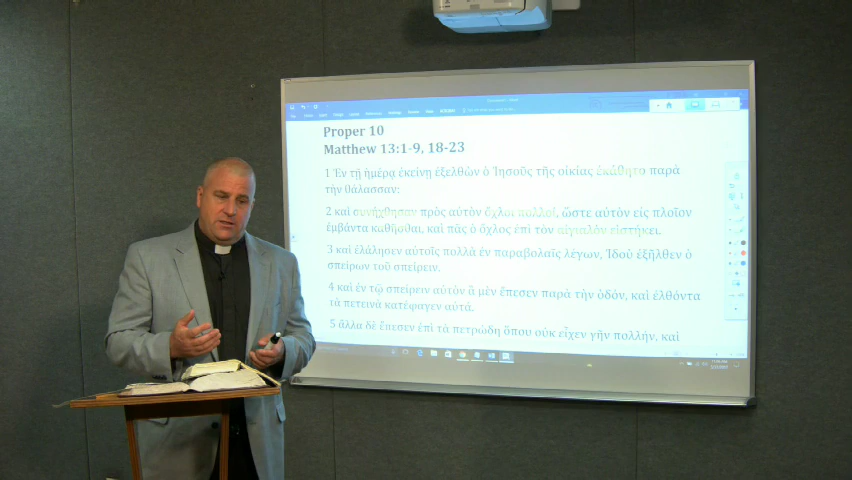 Proper 10
Matthew 13:1-9, 18-23
1 Ἐν τῇ ἡμέρᾳ ἐκείνῃ ἐξελθὼν ὁ Ἰησοῦς τῆς οἰκίας ἐκάθητο παρὰ
τὴν θάλασσαν:
2 καὶ συνήχθησαν πρὸς αὐτὸν ὄχλοι πολλοί, ὥστε αὐτὸν εἰς πλοῖον
ἐμβάντα καθῆσθαι, καὶ πᾶς ὁ ὄχλος ἐπὶ τὸν αἰγιαλὸν εἱστήκει.
3 καὶ ἐλάλησεν αὐτοῖς πολλὰ ἐν παραβολαῖς λέγων, Ἰδοὺ ἐξῆλθεν ὁ
σπείρων τοῦ σπείρειν.
4 καὶ ἐν τῷ σπείρειν αὐτὸν ἃ μὲν ἔπεσεν παρὰ τὴν ὁδόν, καὶ ἐλθόντα
τὰ πετεινὰ κατέφαγεν αὐτά.
5 ἄλλα δὲ ἔπεσεν ἐπὶ τὰ πετρώδη ὅπου οὐκ εἶχεν γῆν πολλήν, καὶ